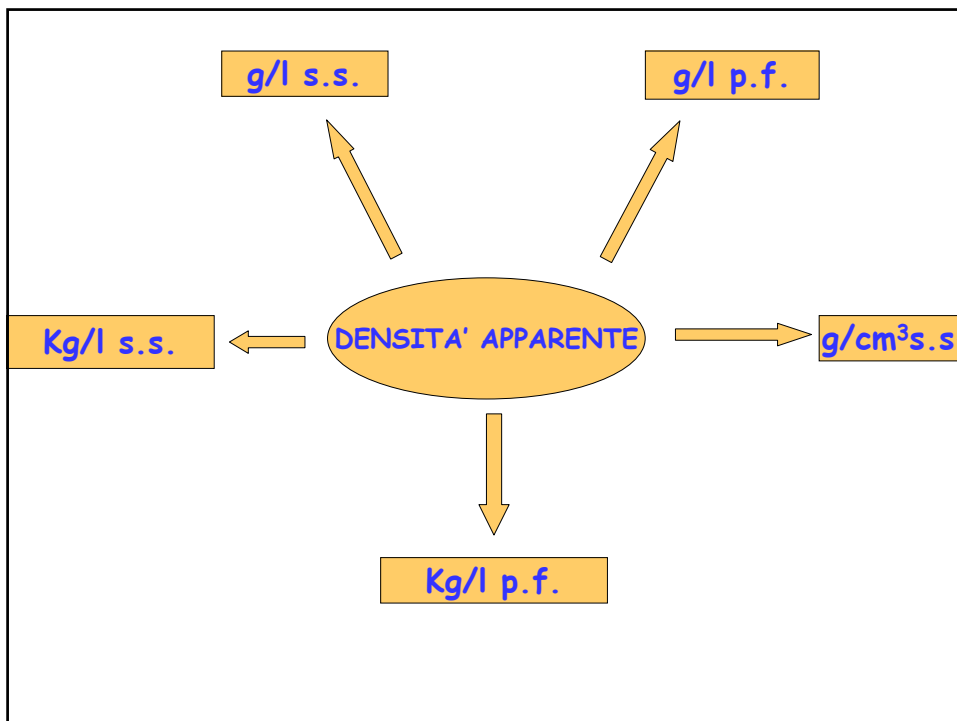 g/l s.s.
g/l p.f.
Kg/l s.s.
DENSITA’ APPARENTE
g/cm³s.s
Kg/l p.f.